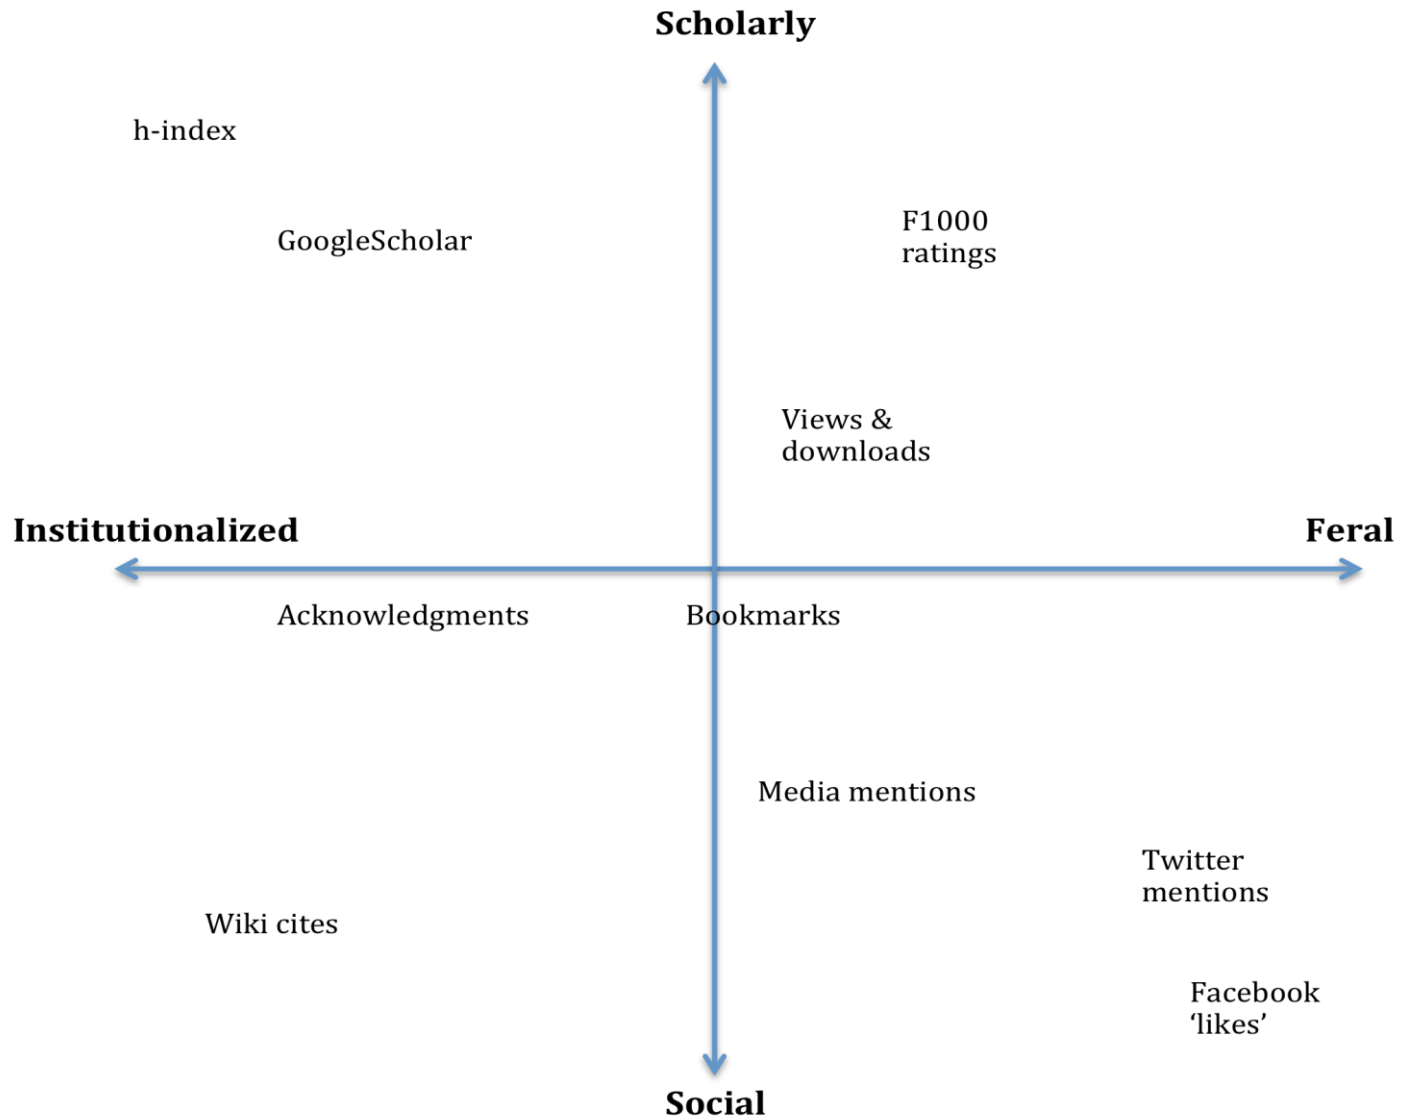 Scholarly
h-index
F1000
ratings
GoogleScholar
Views &
downloads
Institutionalized
Feral
Acknowledgments
Bookmarks
Media mentions
Twitter
mentions
Wiki cites
Facebook
‘likes’
Social